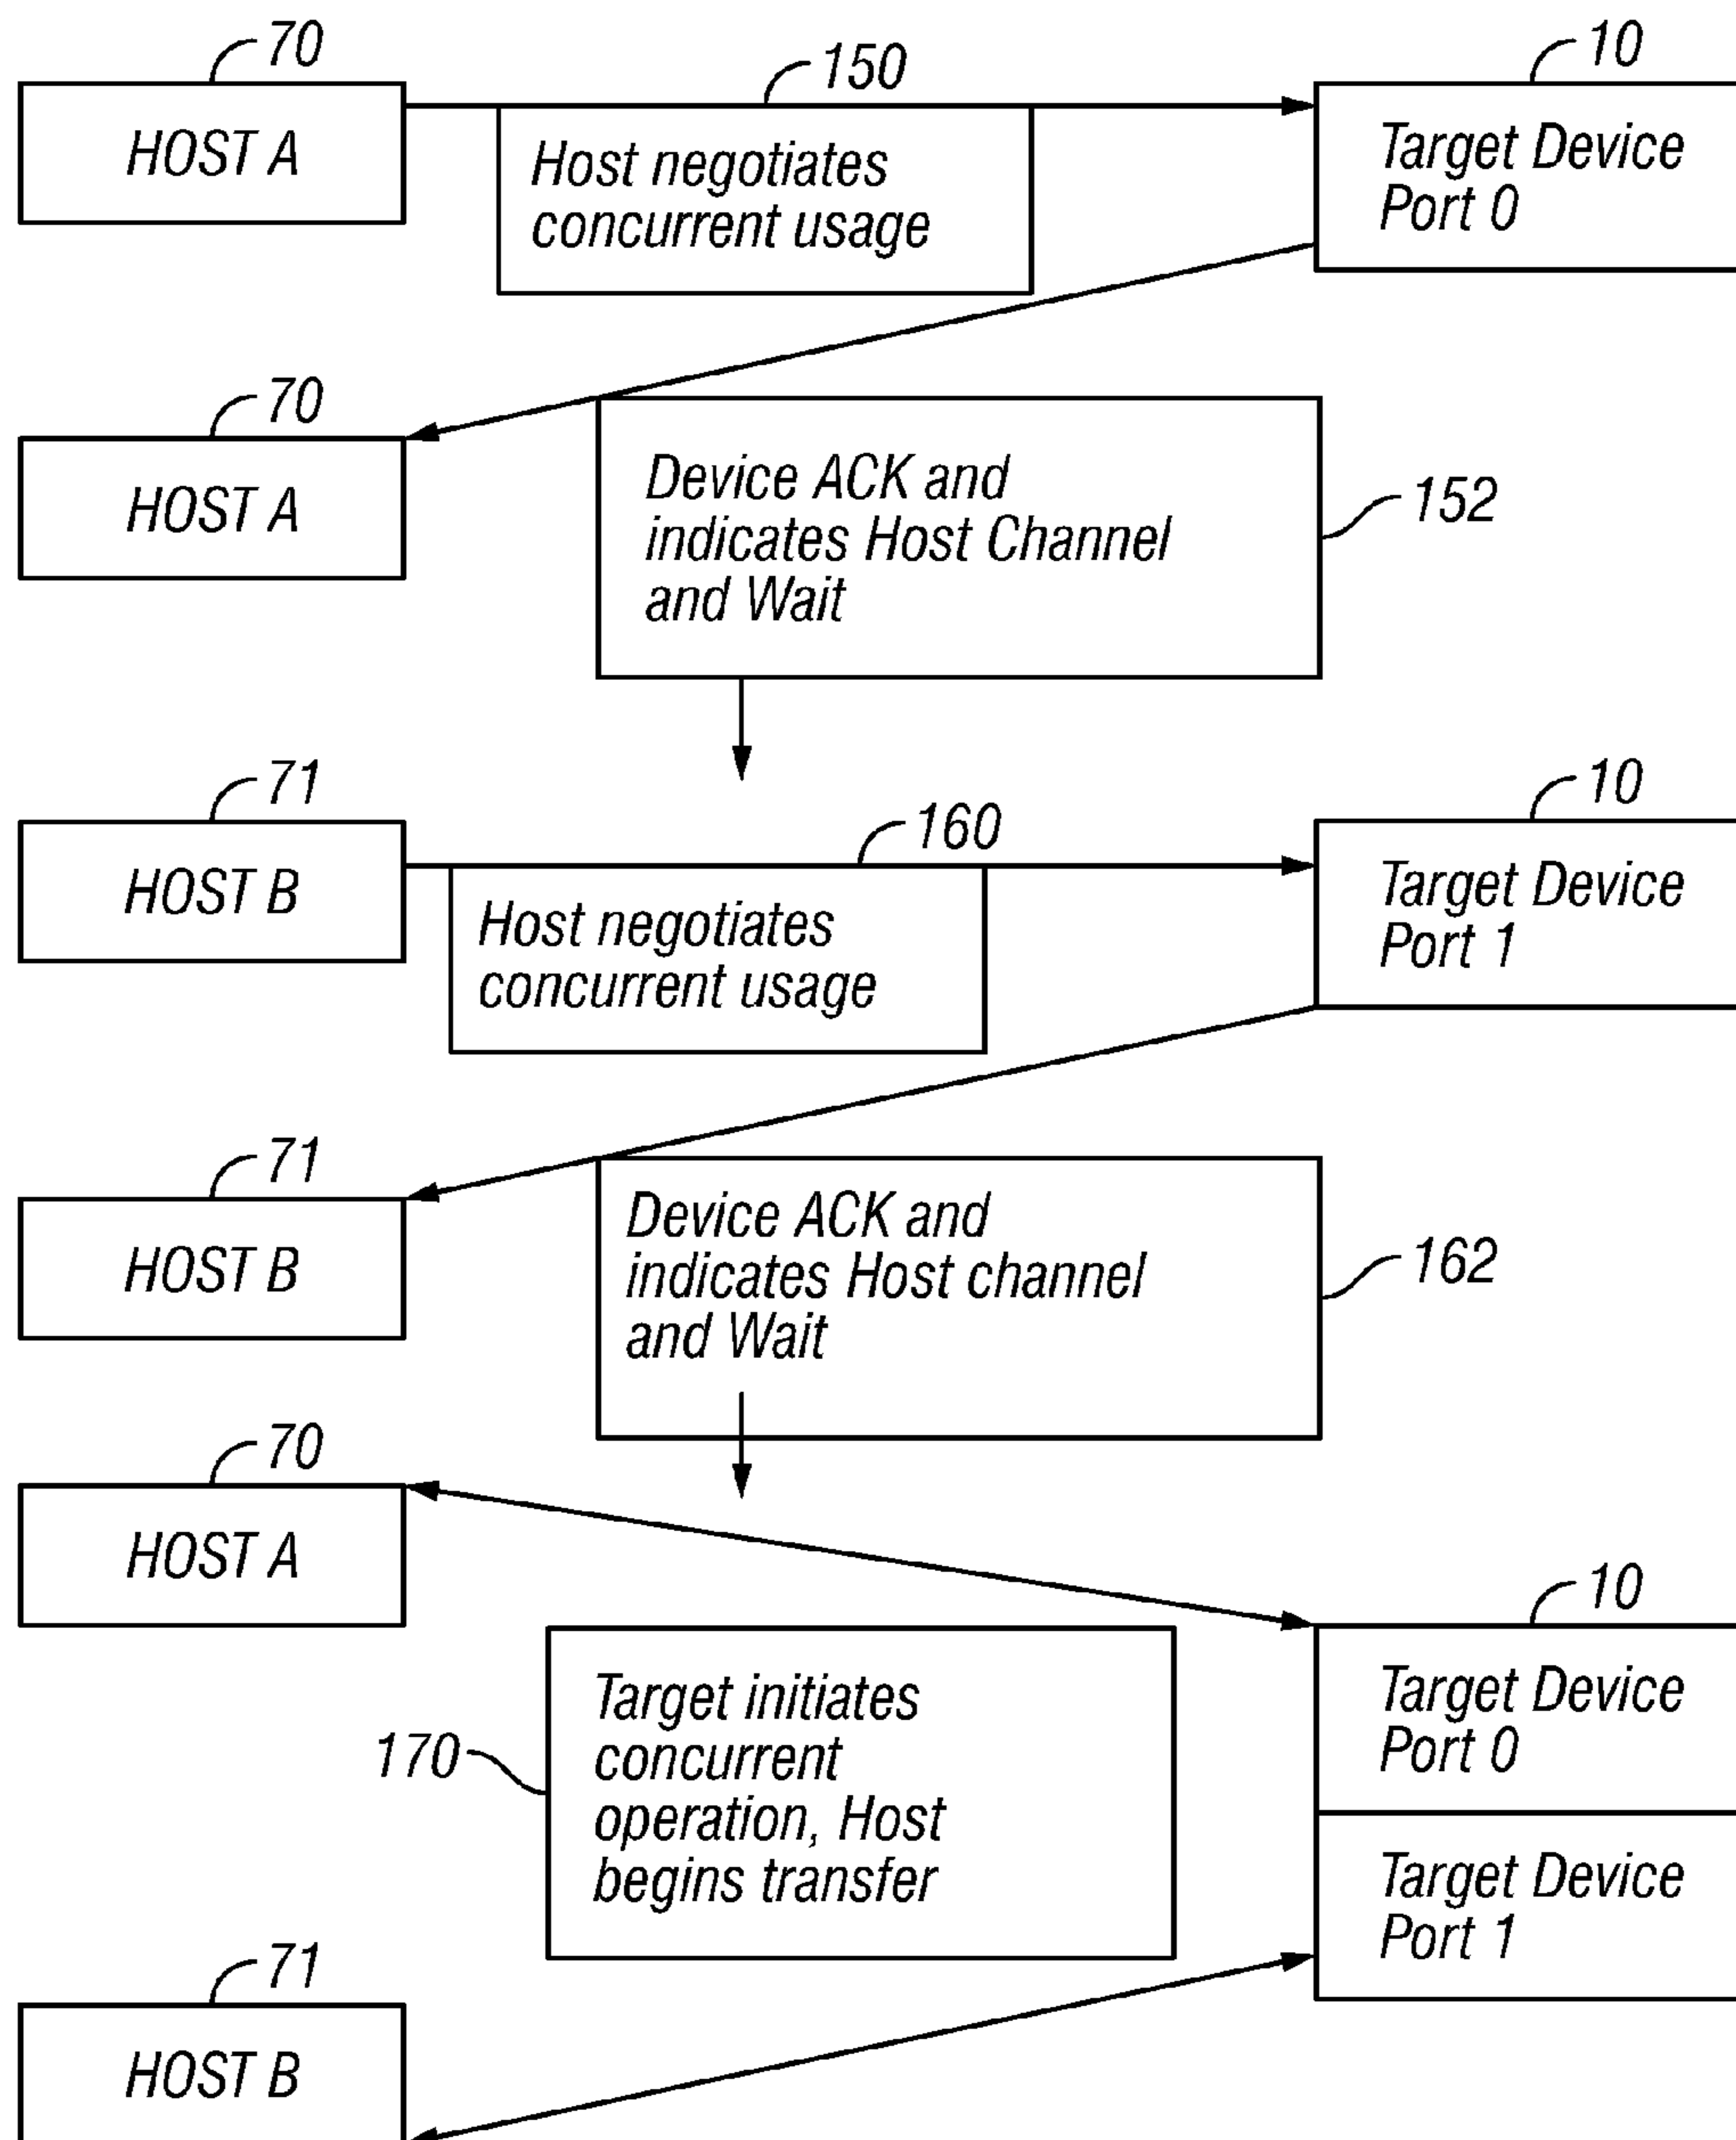 70
150
10
HOST A
Host negotiates
concurrent usage
Target Device
Port 0
70
HOST A
Device ACK and
indicates Host Channel
and Wait
152
71
160
10
HOST B
Host negotiates
concurrent usage
Target Device
Port 1
71
HOST B
Device ACK and
indicates Host channel
and Wait
162
70
HOST A
10
170
Target initiates
concurrent
operation, Host
begins transfer
Target Device
Port 0
Target Device
Port 1
71
HOST B